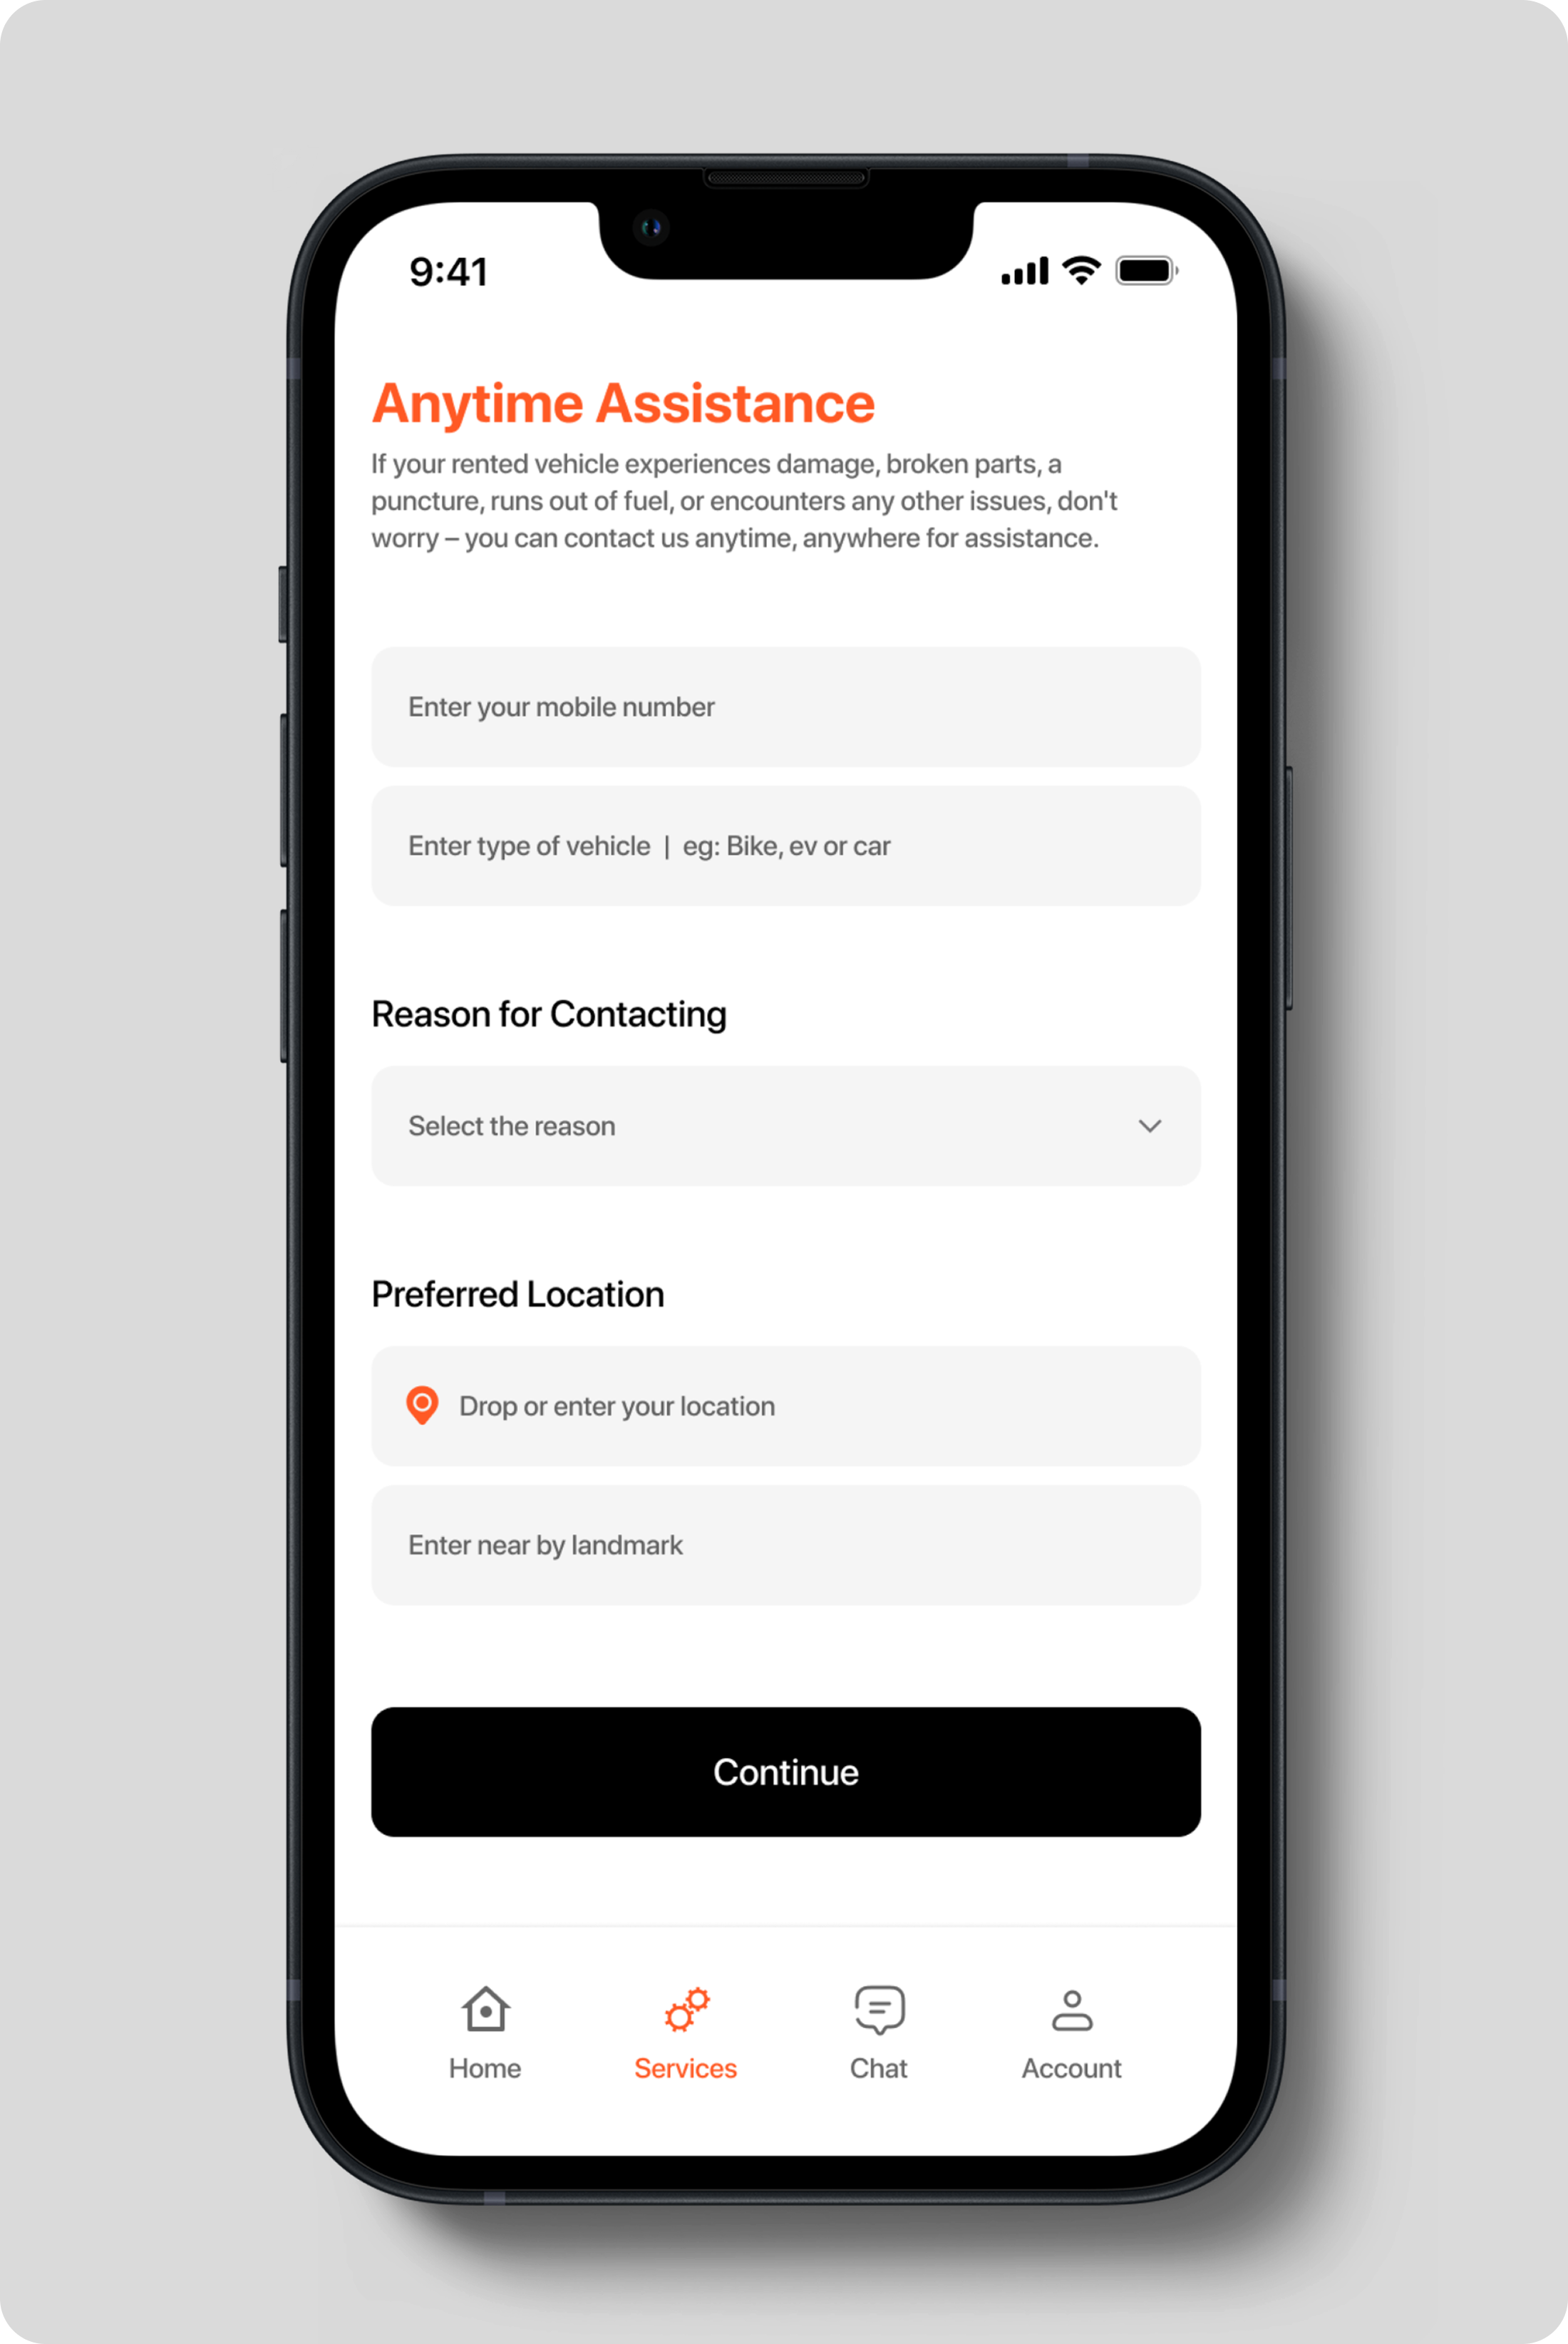 9:41
Anytime Assistance
If your rented vehicle experiences damage, broken parts, a
puncture, runs out of fuel, or encounters any other issues, don't
worry – you can contact us anytime, anywhere for assistance.
Enter your mobile number
Enter type of vehicle | eg: Bike, ev or car
Reason for Contacting
Select the reason
Preferred Location
Drop or enter your location
Enter near by landmark
Continue
Home Services Chat Account